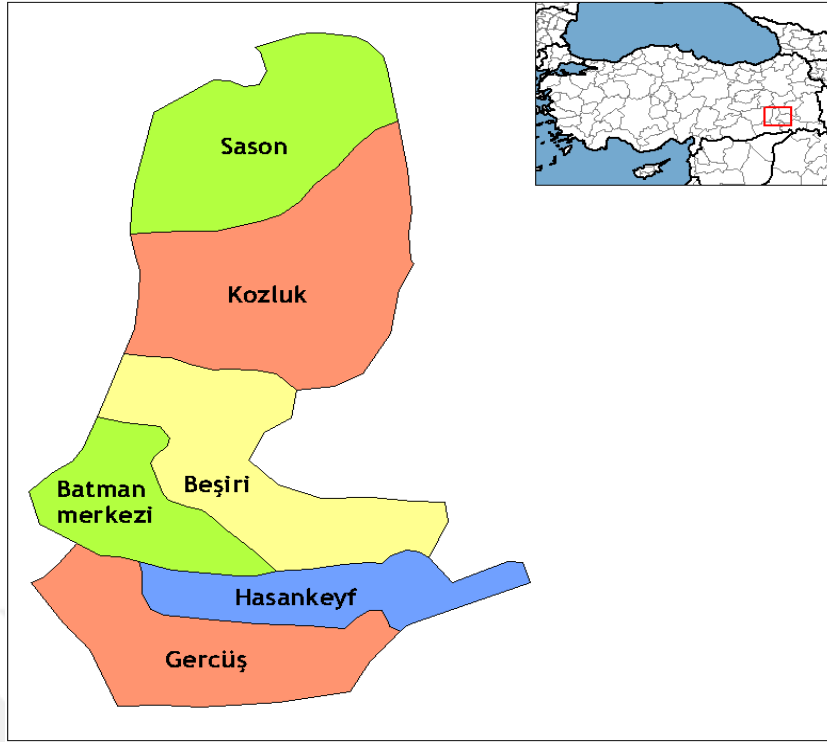 Sason
Kozluk
Beşiri
Batman
merkezi
Hasankeyf
Gercüş